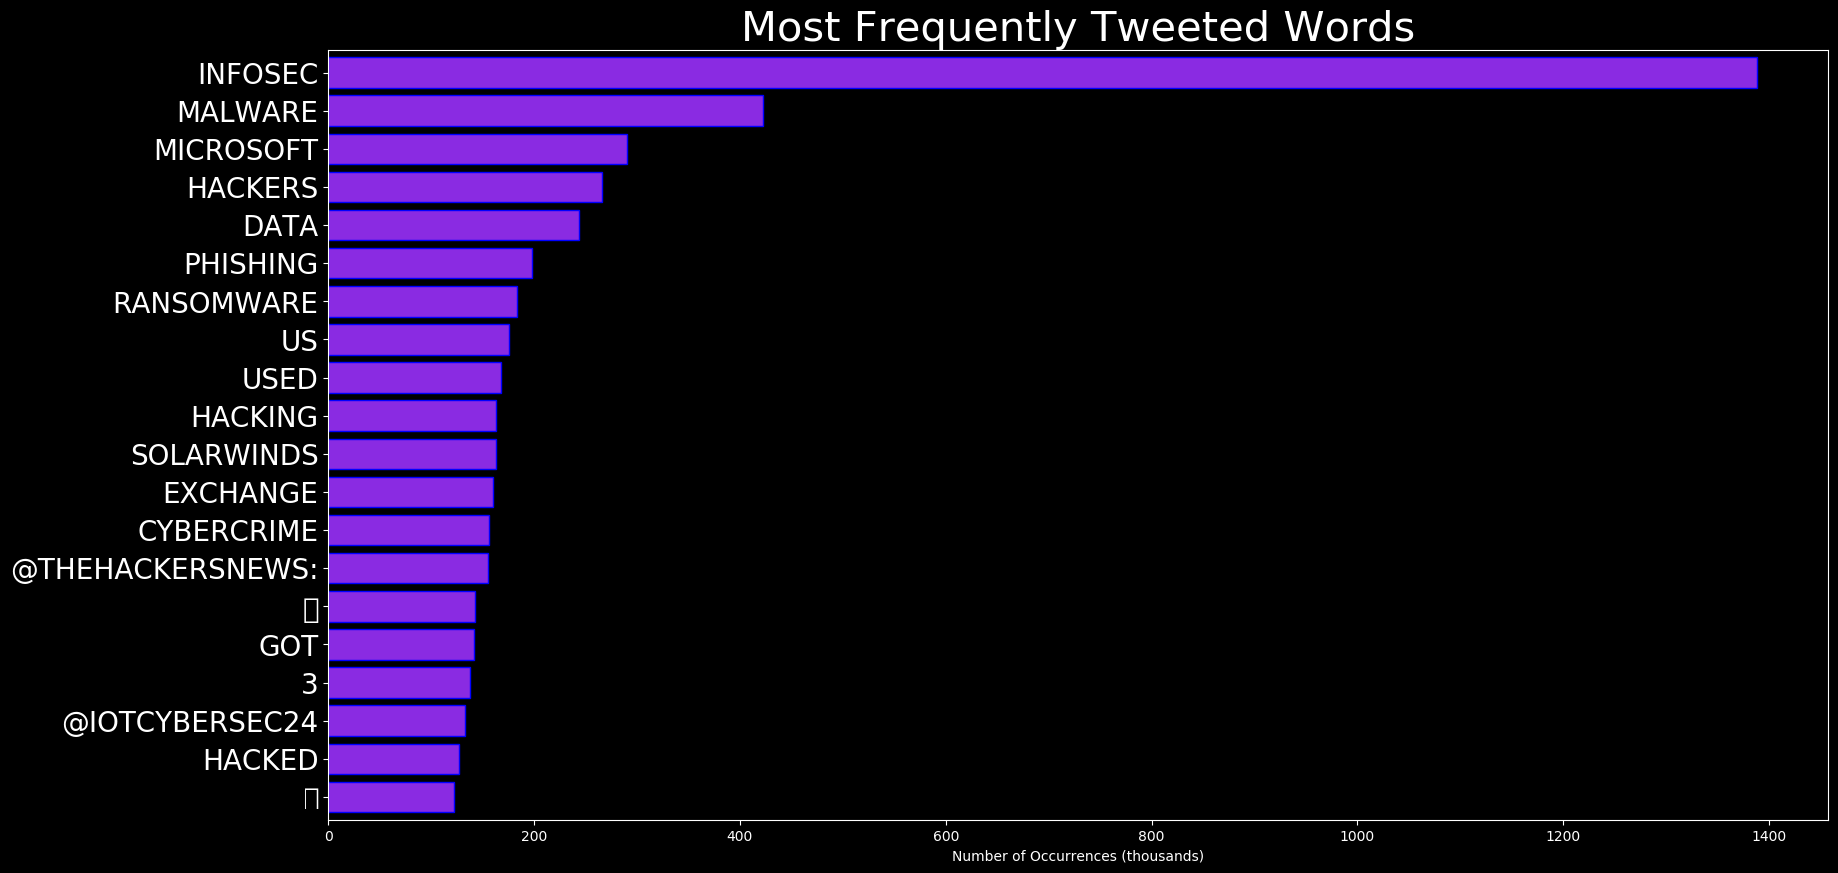 Most Frequently Tweeted Words
INFOSEC
MALWARE
MICROSOFT
HACKERS
DATA
PHISHING
RANSOMWARE
US
USED
HACKING
SOLARWINDS
EXCHANGE
CYBERCRIME
@THEHACKERSNEWS:
GOT
3
@IOTCYBERSEC24
HACKED
0 200 400 600 800 1000 1200 1400
Number of Occurrences (thousands)